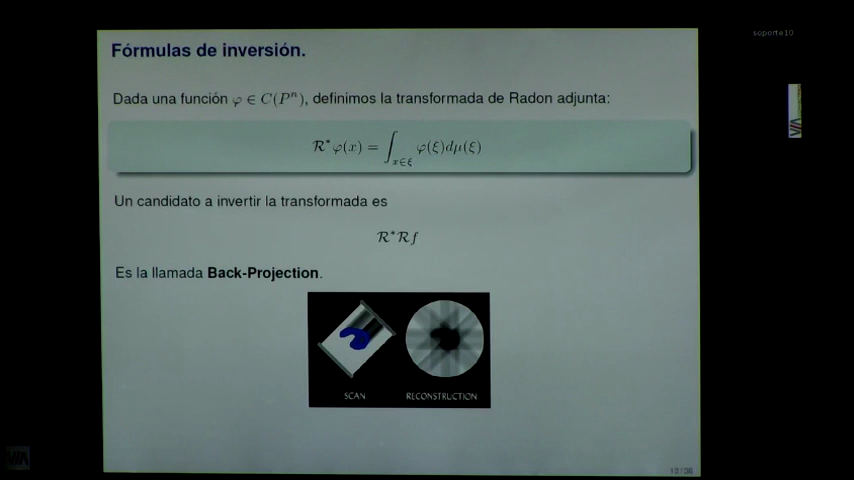 soporte10
Fórmulas de inversión.
Dada una función φ ∈ C(Pⁿ), definimos la transformada de Radon adjunta:
R*φ(x) = ∫_{x∈ξ} φ(ξ)dμ(ξ)
Un candidato a invertir la transformada es
R*Rf
Es la llamada Back-Projection.
SCAN RECONSTRUCTION